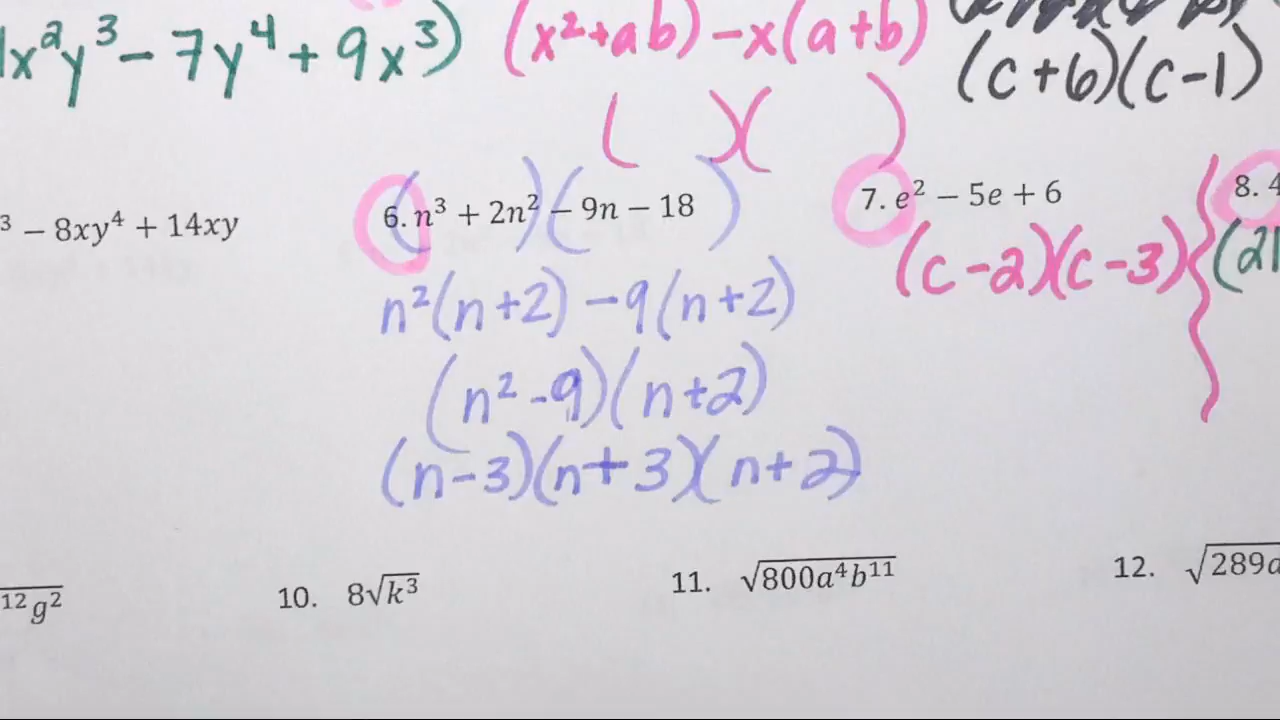 x²y³ - 7y⁴ + 9x³)
(x²+ab) -x(a+b)
(c+6)(c-1)
( )( )
³ − 8xy⁴ + 14xy
6. n³ + 2n² − 9n − 18
n²(n+2) -9(n+2)
(n² -9)(n+2)
(n-3)(n+3)(n+2)
7. e² − 5e + 6
(c-2)(c-3)
8. 4
(2
¹²g²
10. 8√k³
11. √800a⁴b¹¹
12. √289a